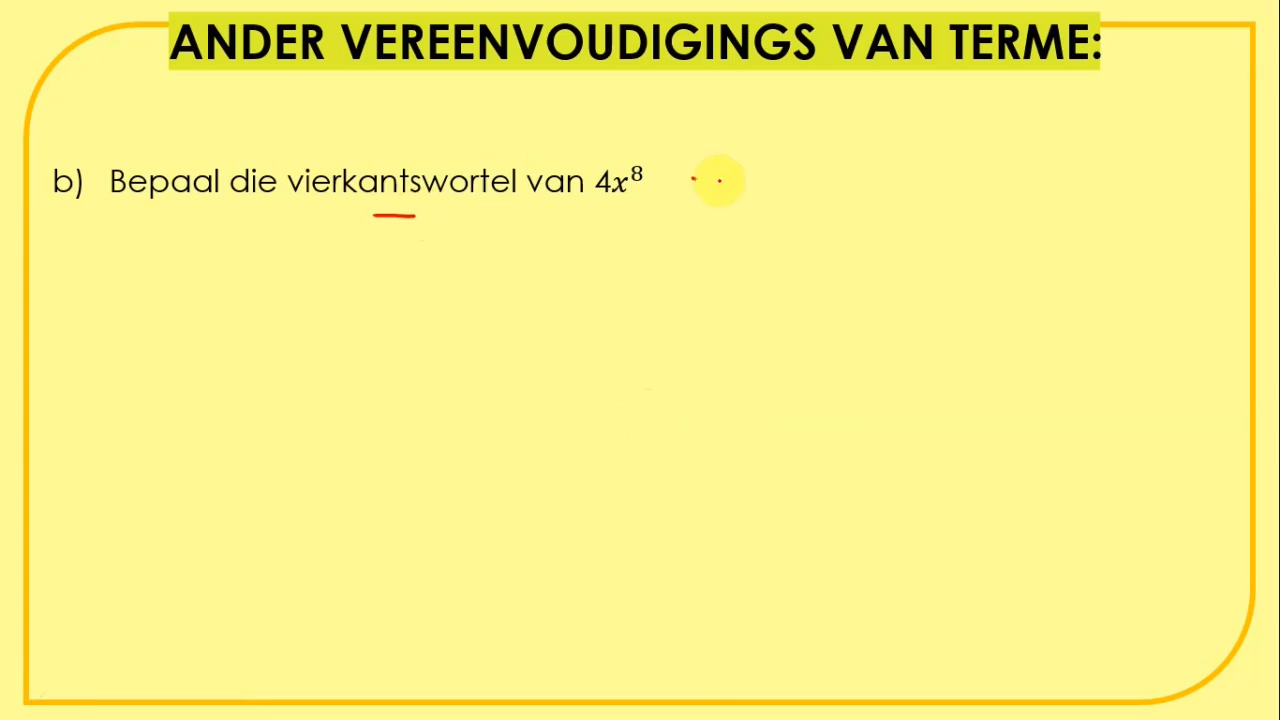 ANDER VEREENVOUDIGINGS VAN TERME:
b) Bepaal die vierkantswortel van 4x⁸